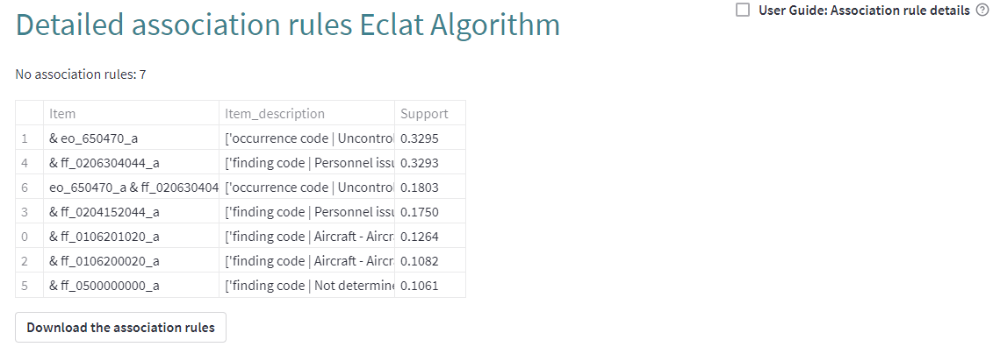 User Guide: Association rule details
Detailed association rules Eclat Algorithm
No association rules: 7
Item Item_description Support
1 & eo_650470_a ['occurrence code | Uncontrol 0.3295
4 & ff_0206304044_a ['finding code | Personnel issu 0.3293
6 eo_650470_a & ff_020630404 ['occurrence code | Uncontrol 0.1803
3 & ff_0204152044_a ['finding code | Personnel issu 0.1750
0 & ff_0106201020_a ['finding code | Aircraft - Aircr 0.1264
2 & ff_0106200020_a ['finding code | Aircraft - Aircr 0.1082
5 & ff_0500000000_a ['finding code | Not determine 0.1061
Download the association rules